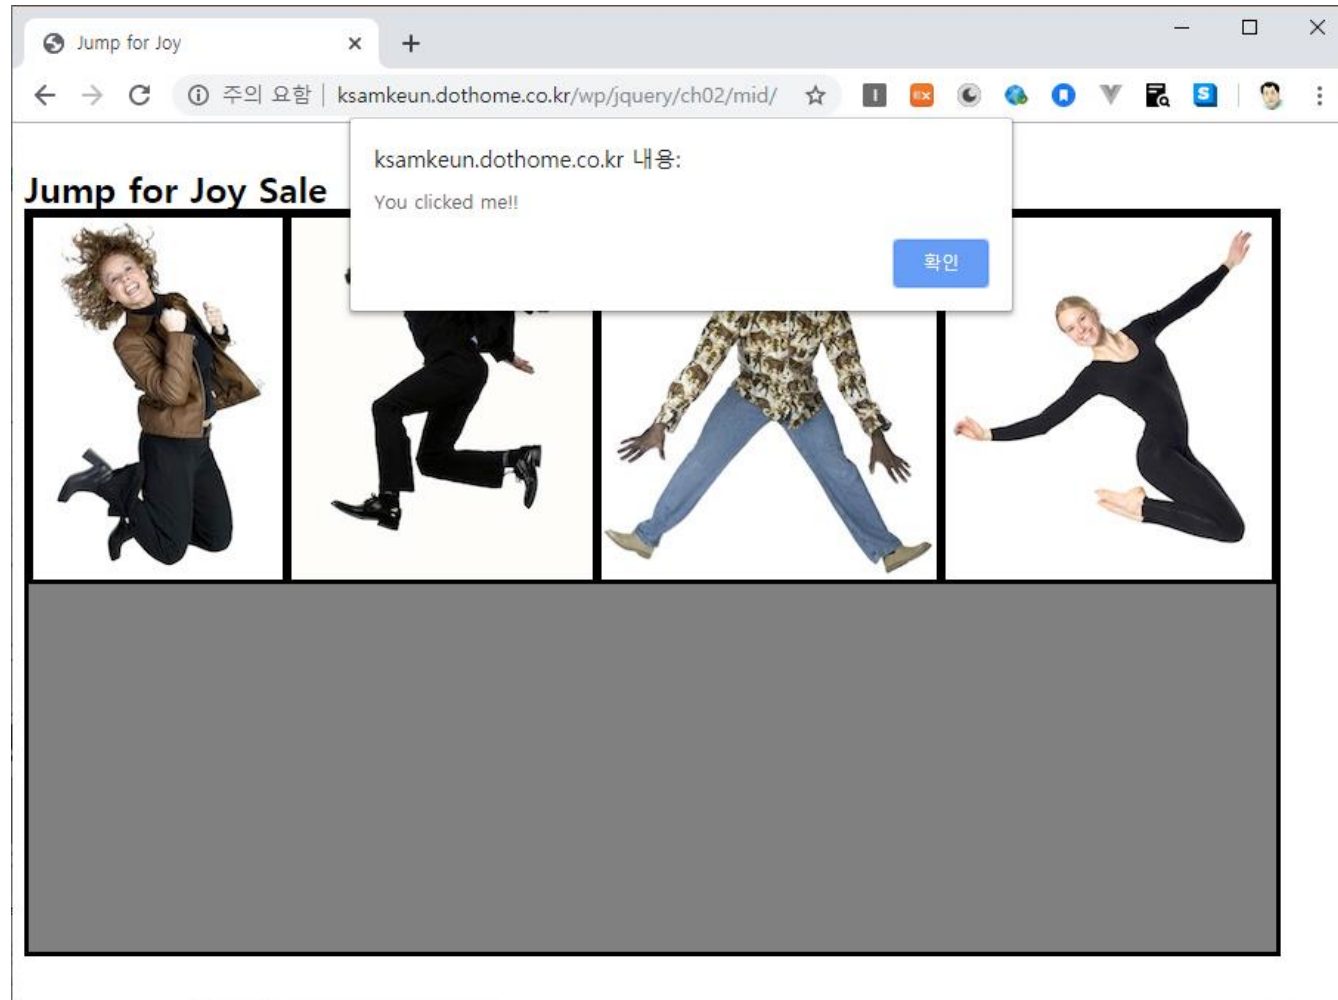 Jump for Joy
주의 요함 | ksamkeun.dothome.co.kr/wp/jquery/ch02/mid/
ksamkeun.dothome.co.kr 내용:
You clicked me!!
확인
Jump for Joy Sale